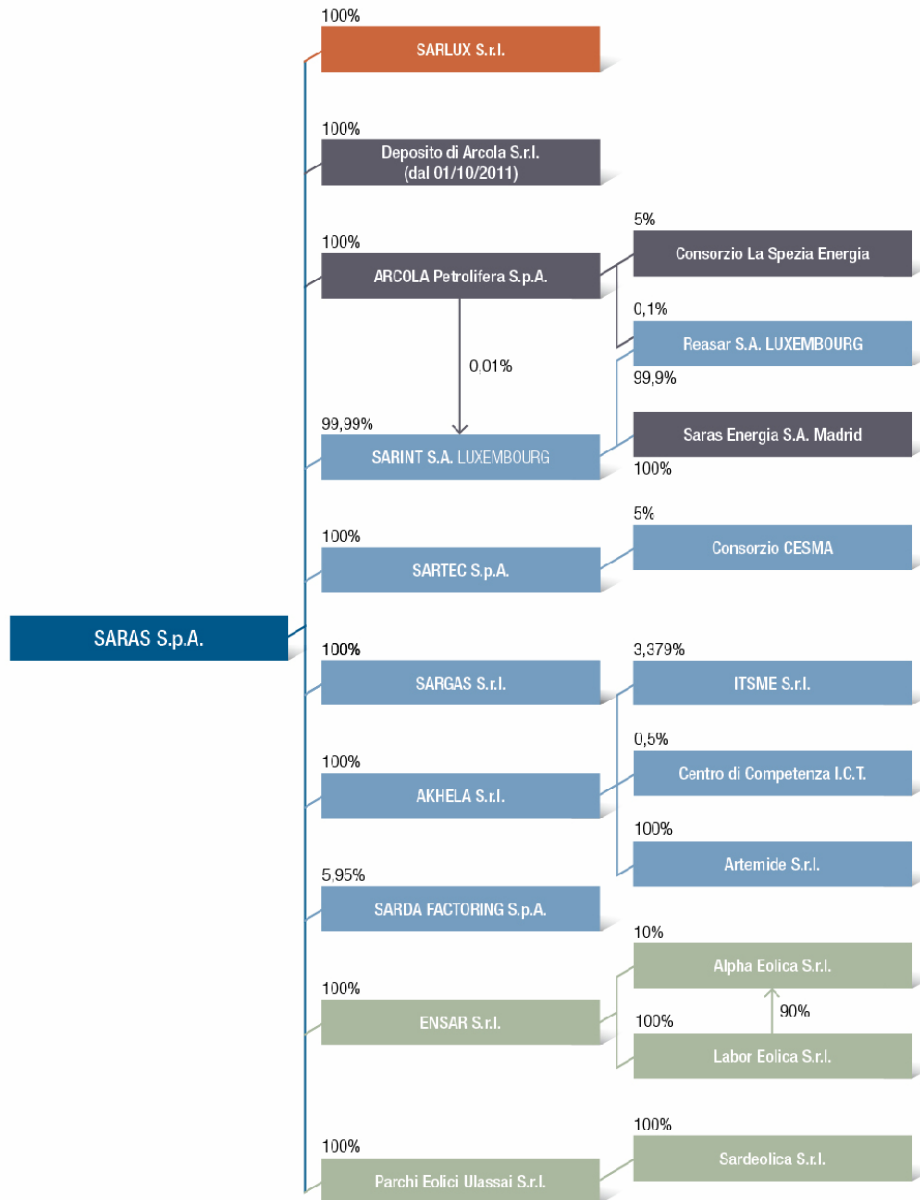 100%
SARLUX S.r.l.
100%
Deposito di Arcola S.r.l.
(dal 01/10/2011)
100%
ARCOLA Petrolifera S.p.A.
5%
Consorzio La Spezia Energia
0,1%
Reasar S.A. LUXEMBOURG
99,9%
0,01%
99,99%
SARINT S.A. LUXEMBOURG
Saras Energia S.A. Madrid
100%
100%
SARTEC S.p.A.
5%
Consorzio CESMA
SARAS S.p.A.
100%
SARGAS S.r.l.
3,379%
ITSME S.r.l.
100%
AKHELA S.r.l.
0,5%
Centro di Competenza I.C.T.
100%
Artemide S.r.l.
5,95%
SARDA FACTORING S.p.A.
10%
Alpha Eolica S.r.l.
100%
ENSAR S.r.l.
90%
100%
Labor Eolica S.r.l.
100%
Parchi Eolici Ulassai S.r.l.
100%
Sardeolica S.r.l.